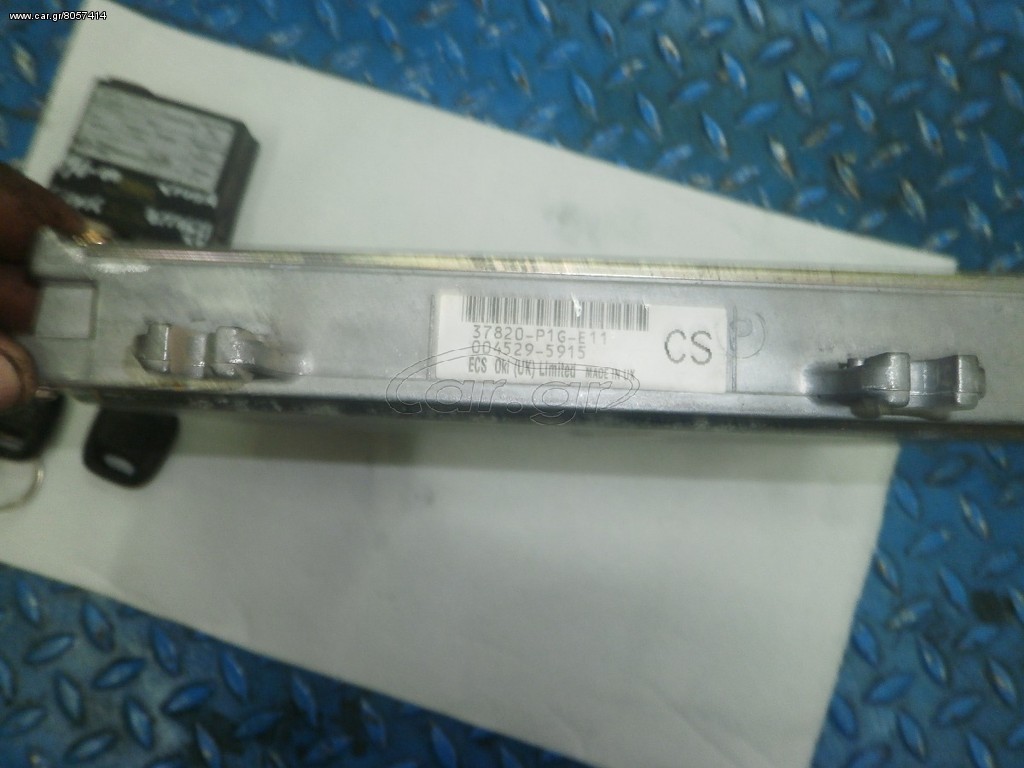 www.car.gr/8057414
37820-P1G-E11
004529-5915
ECS Oki (UK) Limited MADE IN UK
CS
P
car.gr